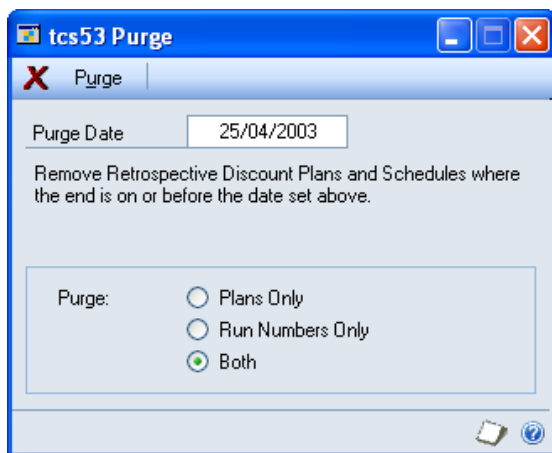 tcs53 Purge
Purge
Purge Date 25/04/2003
Remove Retrospective Discount Plans and Schedules where
the end is on or before the date set above.
Purge: Plans Only
Run Numbers Only
Both